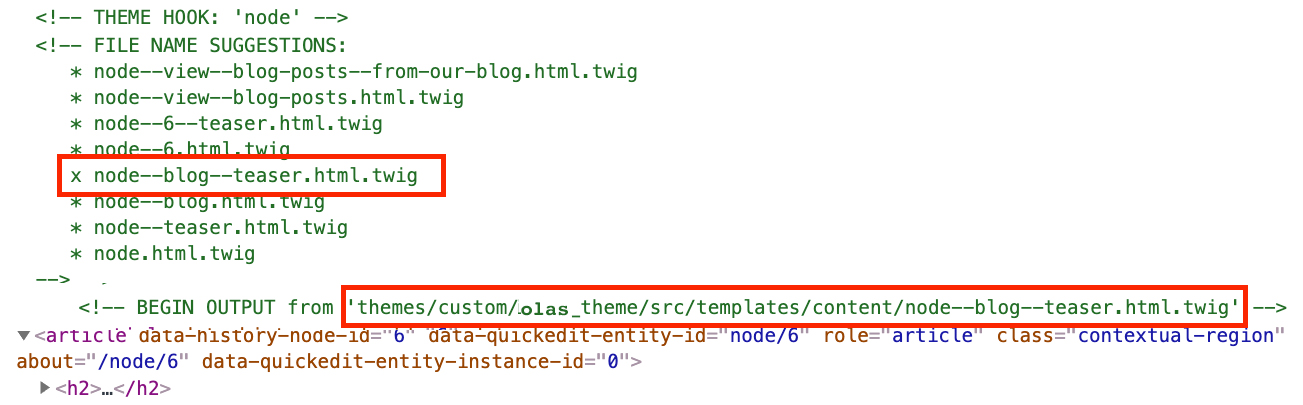 <!-- THEME HOOK: 'node' -->
<!-- FILE NAME SUGGESTIONS:
* node--view--blog-posts--from-our-blog.html.twig
* node--view--blog-posts.html.twig
* node--6--teaser.html.twig
* node--6.html.twig
x node--blog--teaser.html.twig
* node--blog.html.twig
* node--teaser.html.twig
* node.html.twig
-->
<!-- BEGIN OUTPUT from 'themes/custom/olas_theme/src/templates/content/node--blog--teaser.html.twig' -->
▼<article data-history-node-id="6" data-quickedit-entity-id="node/6" role="article" class="contextual-region"
about="/node/6" data-quickedit-entity-instance-id="0">
▶<h2>…</h2>